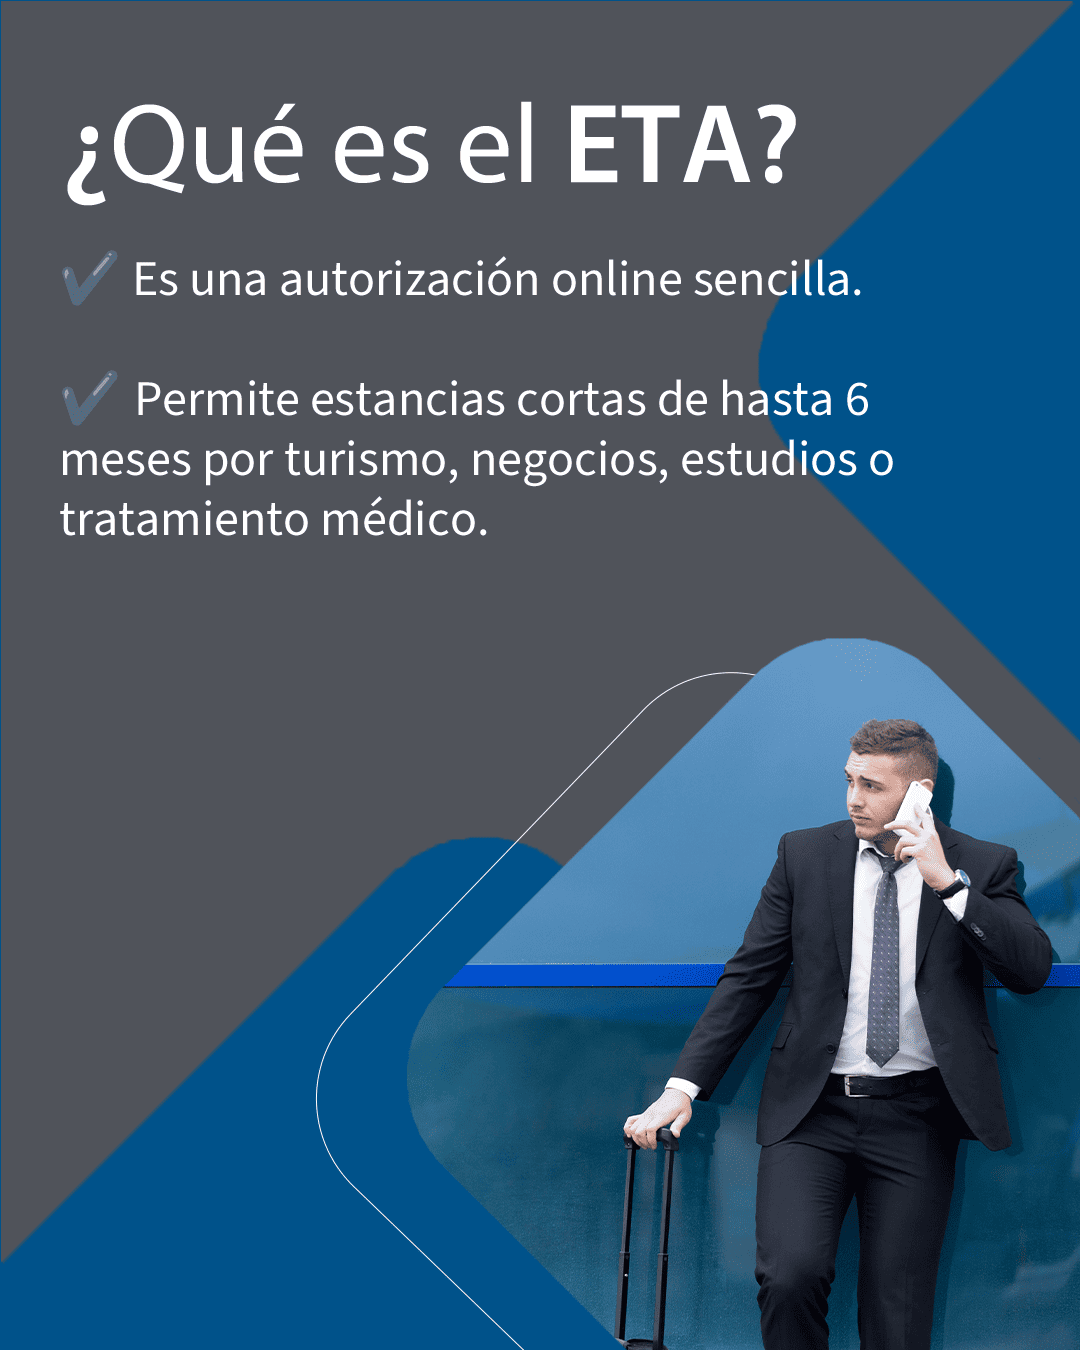 ¿Qué es el ETA?
✔ Es una autorización online sencilla.
✔ Permite estancias cortas de hasta 6
meses por turismo, negocios, estudios o
tratamiento médico.